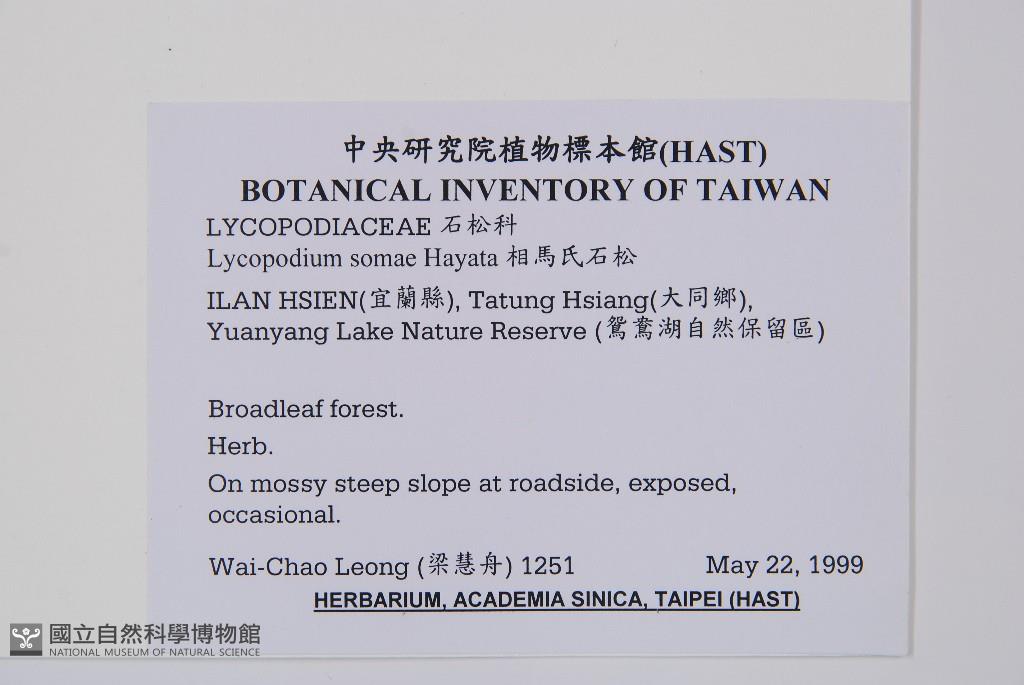 中央研究院植物標本館(HAST)
BOTANICAL INVENTORY OF TAIWAN
LYCOPODIACEAE 石松科
Lycopodium somae Hayata 相馬氏石松
ILAN HSIEN(宜蘭縣), Tatung Hsiang(大同鄉),
Yuanyang Lake Nature Reserve (鴛鴦湖自然保留區)
Broadleaf forest.
Herb.
On mossy steep slope at roadside, exposed,
occasional.
Wai-Chao Leong (梁慧舟) 1251 May 22, 1999
HERBARIUM, ACADEMIA SINICA, TAIPEI (HAST)
國立自然科學博物館
NATIONAL MUSEUM OF NATURAL SCIENCE